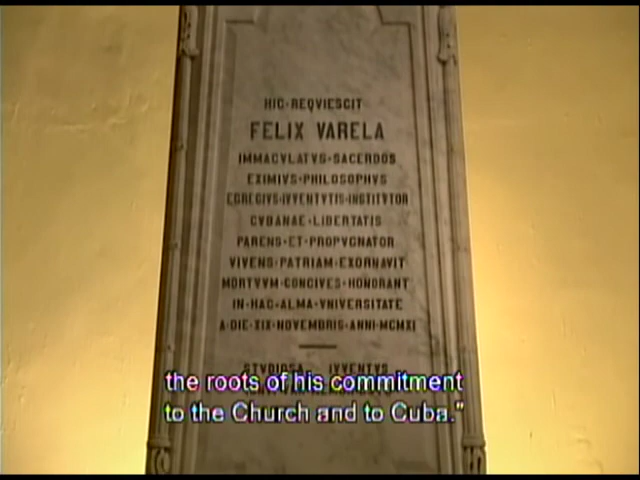 HIC·REQVIESCIT
FELIX VARELA
IMMACVLATVS·SACERDOS
EXIMIVS·PHILOSOPHVS
EGREGIVS·IVVENTVTIS·INSTITVTOR
CVBANAE·LIBERTATIS
PARENS·ET·PROPVGNATOR
VIVENS·PATRIAM·EXORNAVIT
MORTVVM·CONCIVES·HONORANT
IN·HAC·ALMA·VNIVERSITATE
A·DIE·XIX·NOVEMBRIS·ANNI·MCMXI
STVDIOSA IVVENTVS
the roots of his commitment
to the Church and to Cuba."